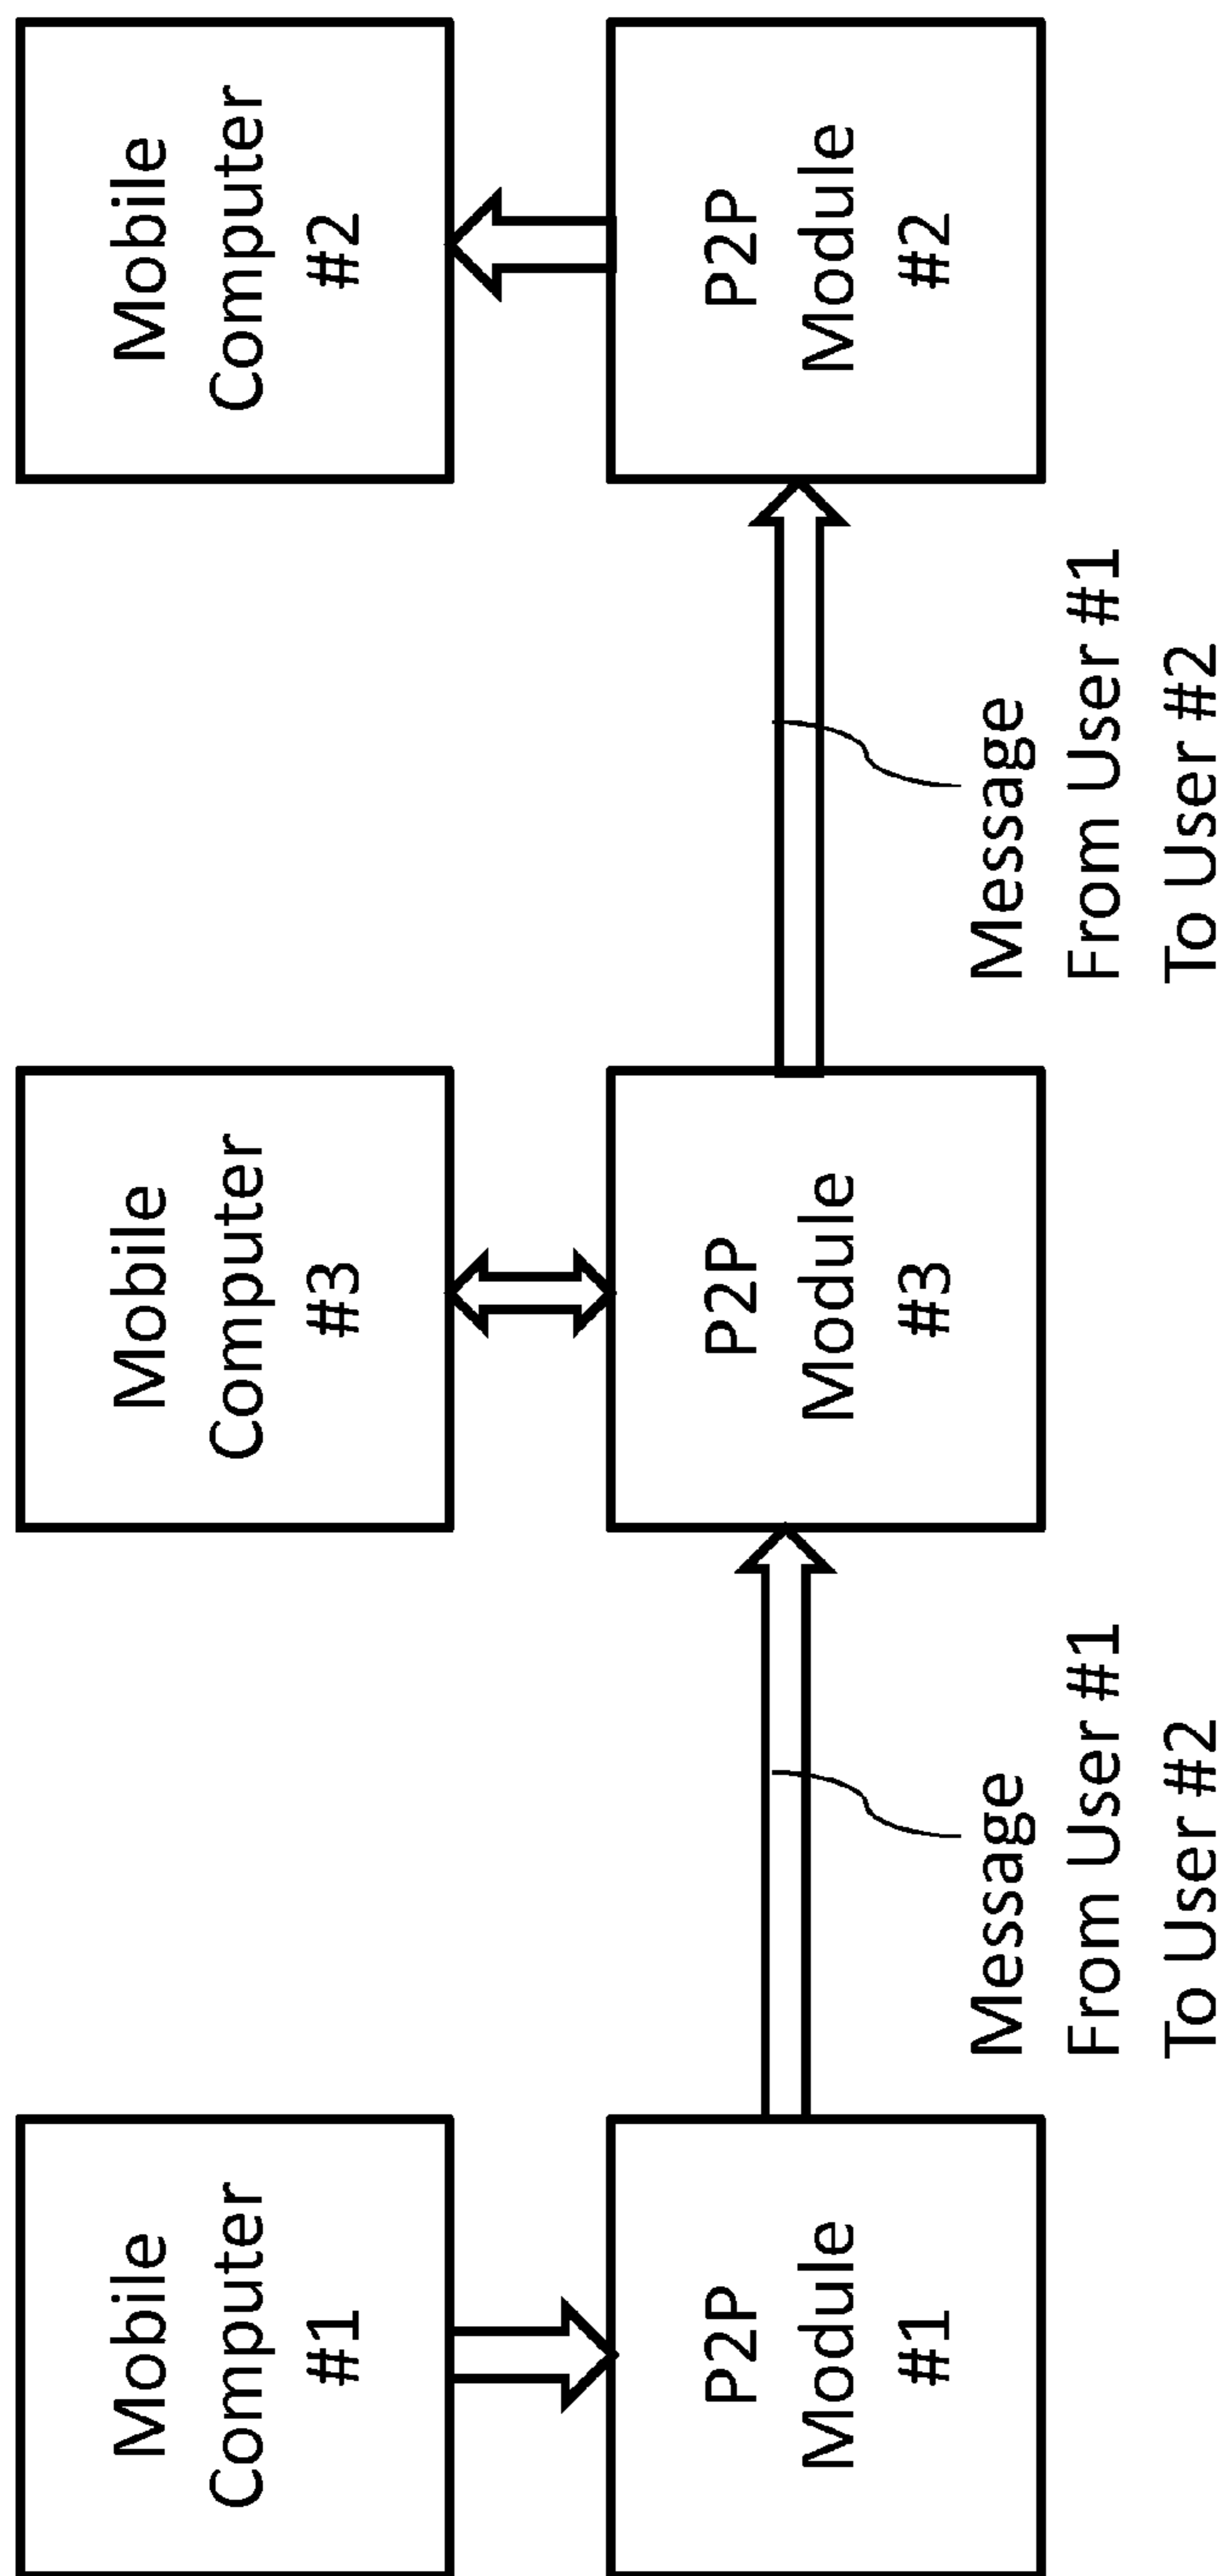 Mobile
Computer
#1
Mobile
Computer
#3
Mobile
Computer
#2
P2P
Module
#1
P2P
Module
#3
P2P
Module
#2
Message
From User #1
To User #2
Message
From User #1
To User #2